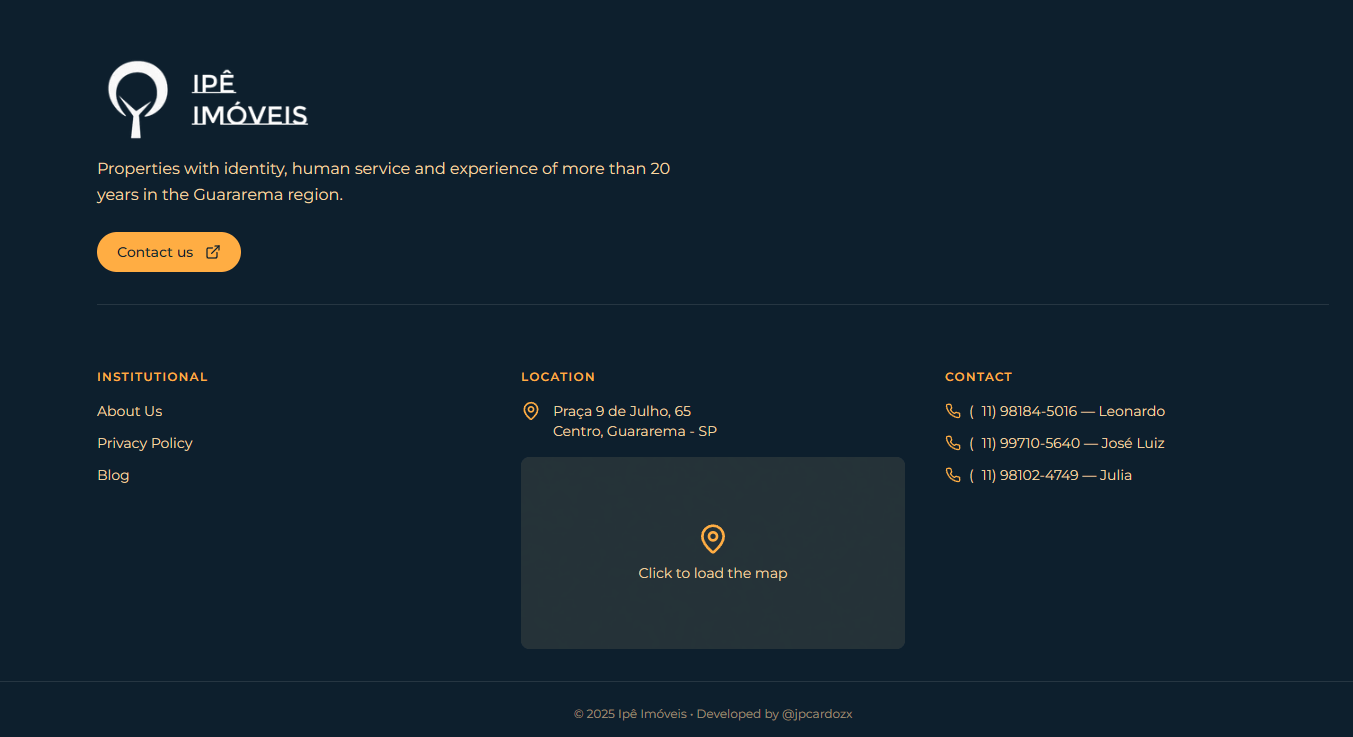 IPÊ
IMÓVEIS
Properties with identity, human service and experience of more than 20
years in the Guararema region.
Contact us
INSTITUTIONAL
About Us
Privacy Policy
Blog
LOCATION
Praça 9 de Julho, 65
Centro, Guararema - SP
Click to load the map
CONTACT
( 11) 98184-5016 — Leonardo
( 11) 99710-5640 — José Luiz
( 11) 98102-4749 — Julia
© 2025 Ipê Imóveis • Developed by @jpcardozx